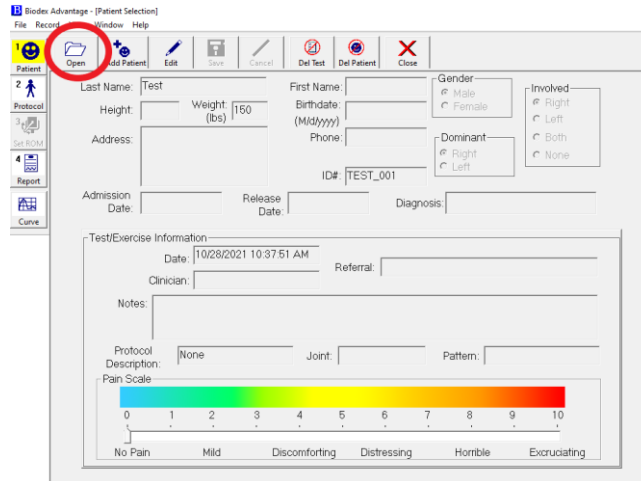 Biodex Advantage - [Patient Selection]
File Record Window Help
Open Add Patient Edit Save Cancel Del Test Del Patient Close
1 Patient
2 Protocol
3 Set ROM
4 Report
Curve
Last Name: Test First Name:
Height: Weight: (lbs) 150 Birthdate: (M/d/yyyy)
Address: Phone:
ID#: TEST_001
Gender
Male
Female
Dominant
Right
Left
Involved
Right
Left
Both
None
Admission Date: Release Date: Diagnosis:
Test/Exercise Information
Date: 10/28/2021 10:37:51 AM Referral:
Clinician:
Notes:
Protocol Description: None Joint: Pattern:
Pain Scale
0 1 2 3 4 5 6 7 8 9 10
No Pain Mild Discomforting Distressing Horrible Excruciating